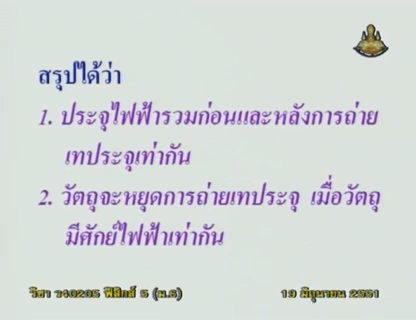 สรุปได้ว่า
1. ประจุไฟฟ้ารวมก่อนและหลังการถ่าย
เทประจุเท่ากัน
2. วัตถุจะหยุดการถ่ายเทประจุ เมื่อวัตถุ
มีศักย์ไฟฟ้าเท่ากัน
วิชา ว40205 ฟิสิกส์ 5 (ม.6) 19 มิถุนายน 2551